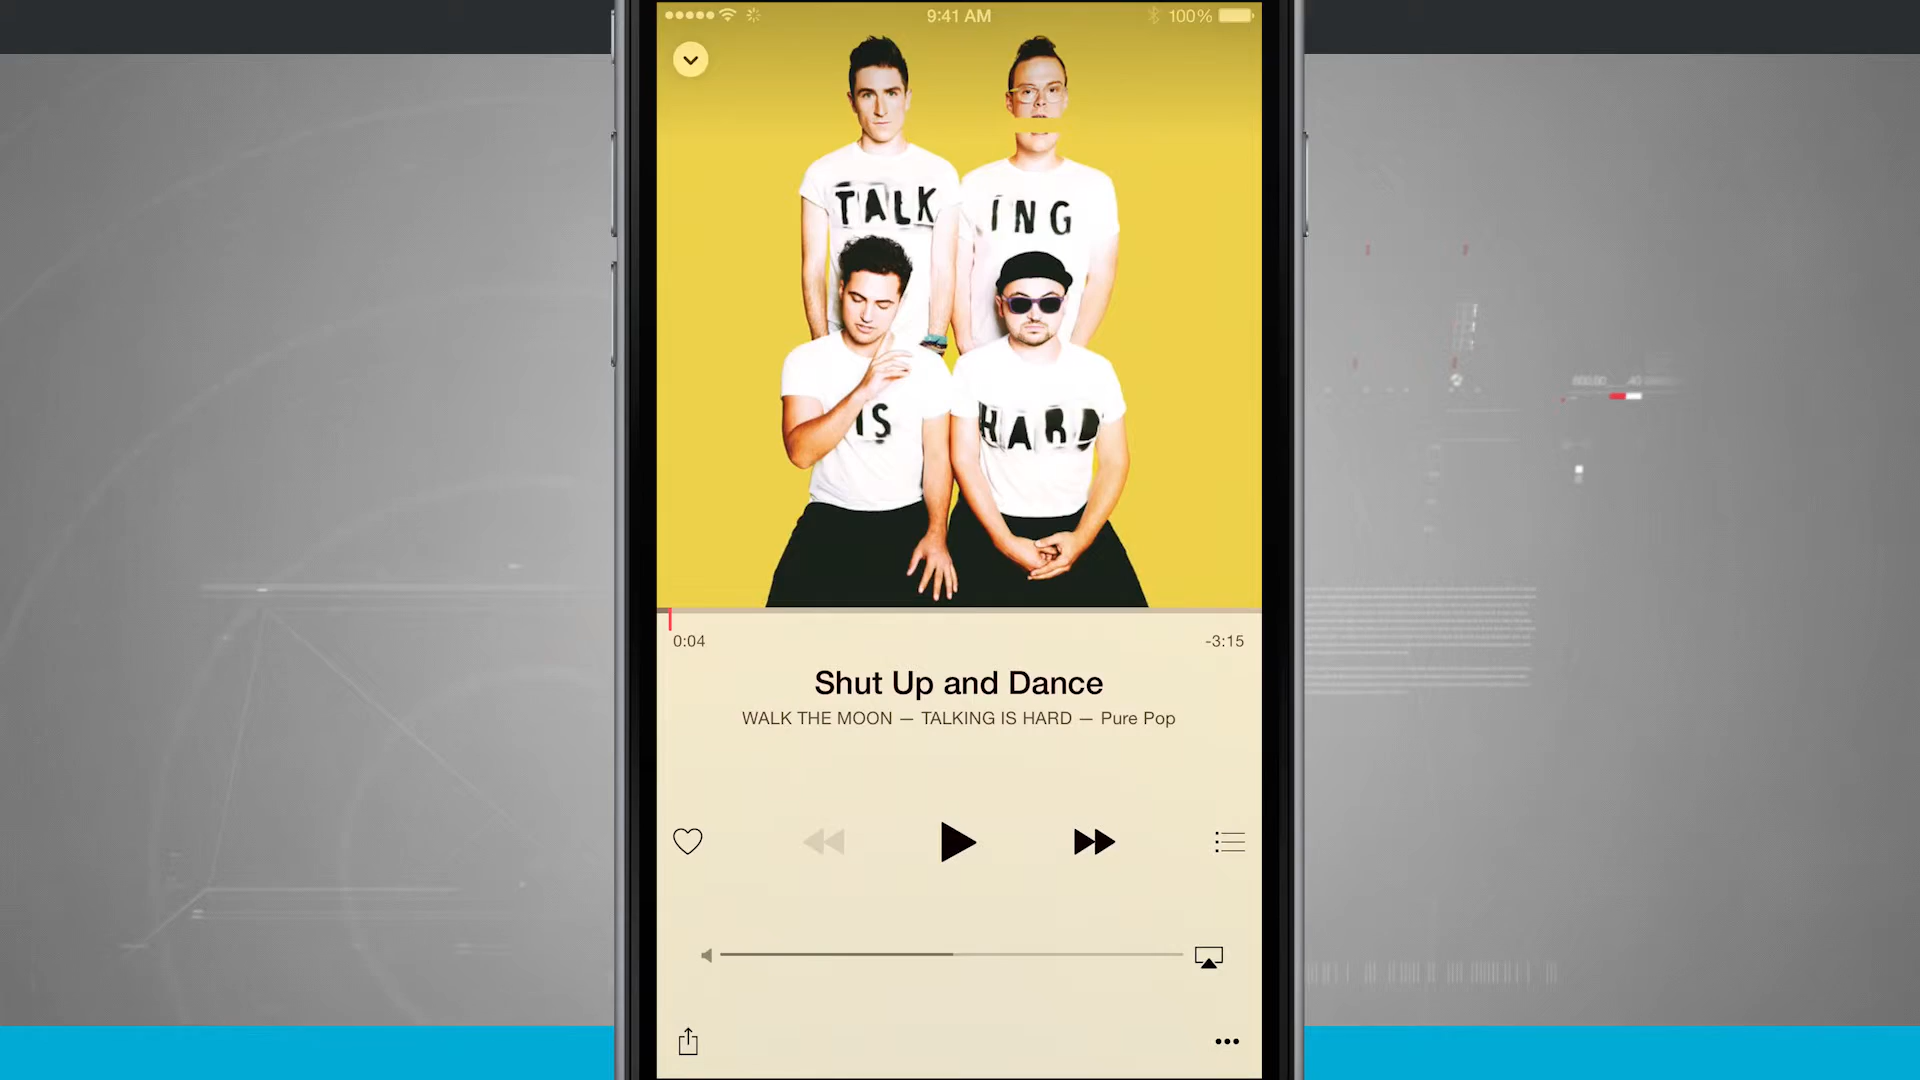 9:41 AM
100%
TALK
ING
IS
HARD
0:04
-3:15
Shut Up and Dance
WALK THE MOON — TALKING IS HARD — Pure Pop